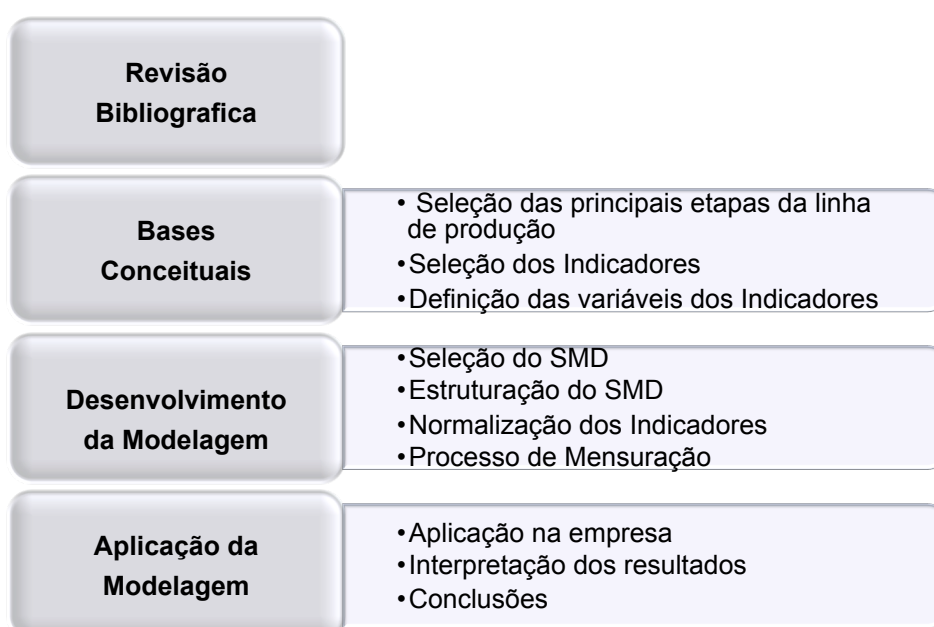 Revisão
Bibliografica
Bases
Conceituais
• Seleção das principais etapas da linha
de produção
•Seleção dos Indicadores
•Definição das variáveis dos Indicadores
Desenvolvimento
da Modelagem
•Seleção do SMD
•Estruturação do SMD
•Normalização dos Indicadores
•Processo de Mensuração
Aplicação da
Modelagem
•Aplicação na empresa
•Interpretação dos resultados
•Conclusões